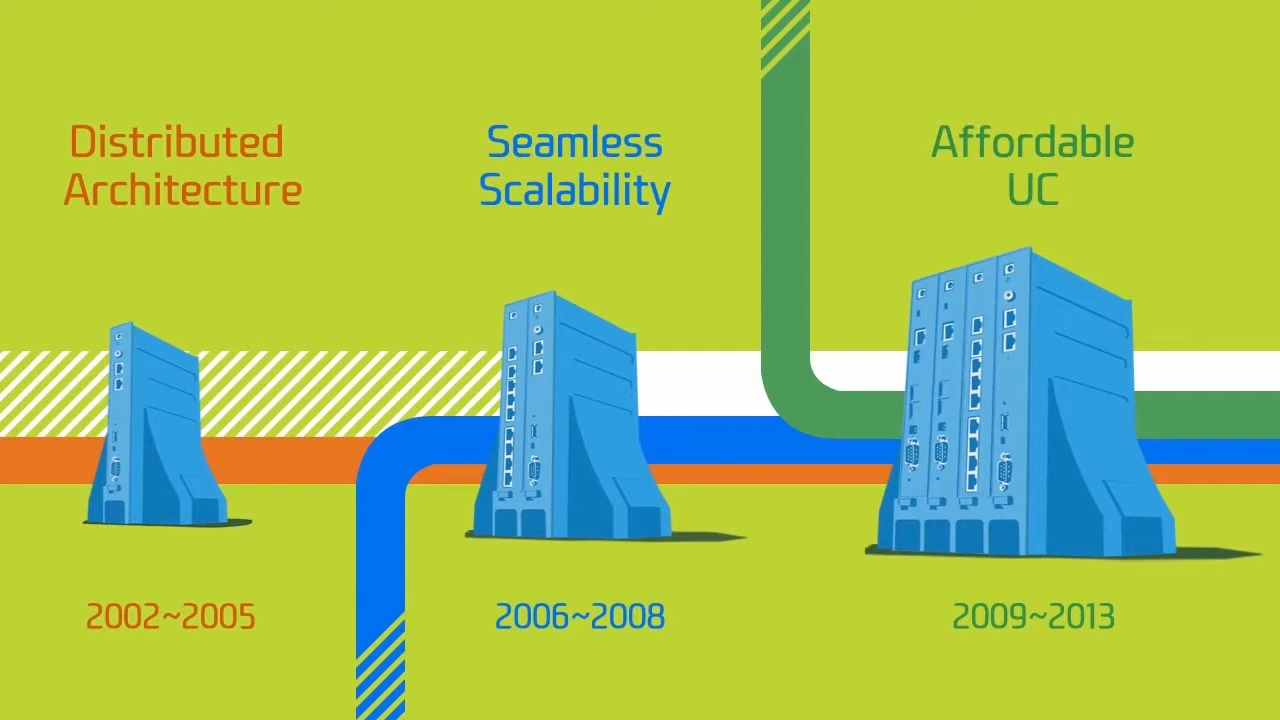 Distributed
Architecture
Seamless
Scalability
Affordable
UC
2002~2005
2006~2008
2009~2013